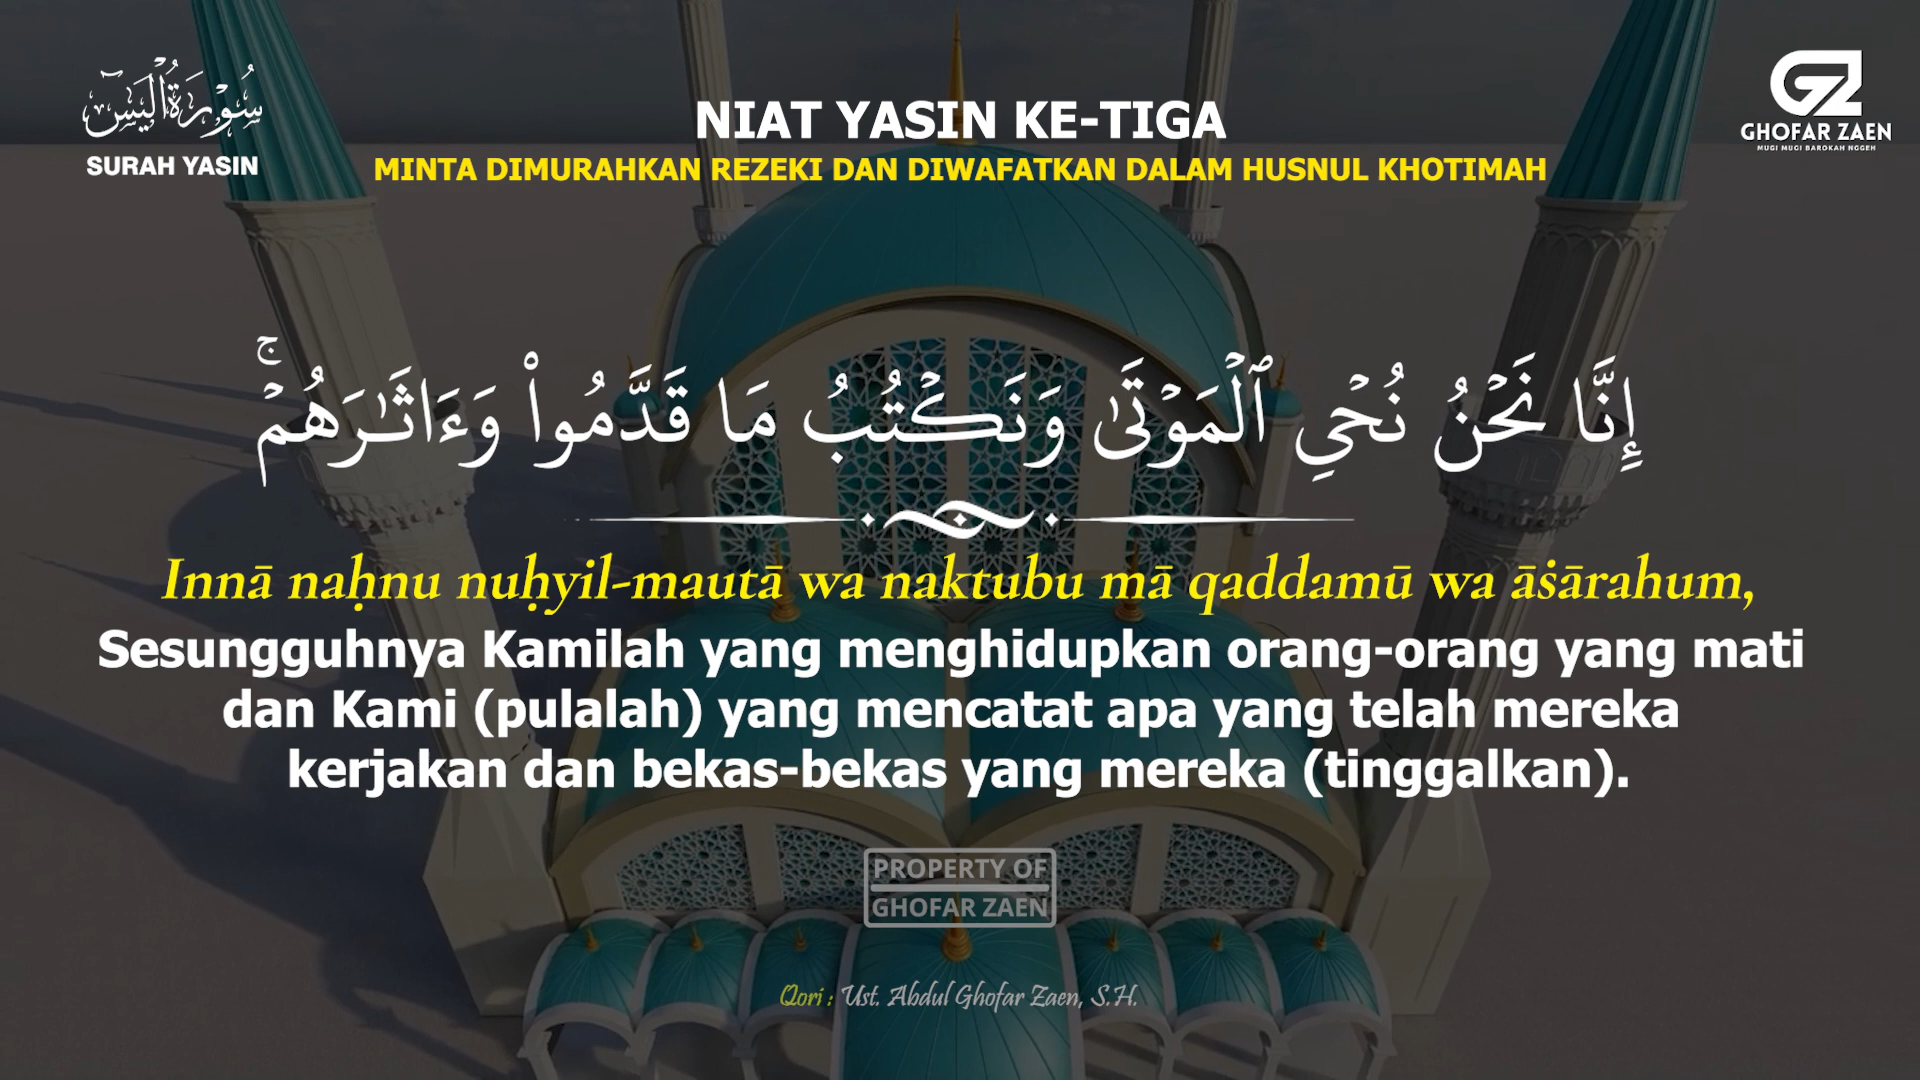 سُورَةُ يٰسٓ
SURAH YASIN
NIAT YASIN KE-TIGA
MINTA DIMURAHKAN REZEKI DAN DIWAFATKAN DALAM HUSNUL KHOTIMAH
GZ
GHOFAR ZAEN
MUGI MUGI BAROKAH NGGEH
إِنَّا نَحْنُ نُحْىِ ٱلْمَوْتَىٰ وَنَكْتُبُ مَا قَدَّمُوا۟ وَءَاثَـٰرَهُمْ ۚ
Innā naḥnu nuḥyil-mautā wa naktubu mā qaddamū wa āṡārahum,
Sesungguhnya Kamilah yang menghidupkan orang-orang yang mati
dan Kami (pulalah) yang mencatat apa yang telah mereka
kerjakan dan bekas-bekas yang mereka (tinggalkan).
PROPERTY OF
GHOFAR ZAEN
Qori : Ust. Abdul Ghofar Zaen, S.H.